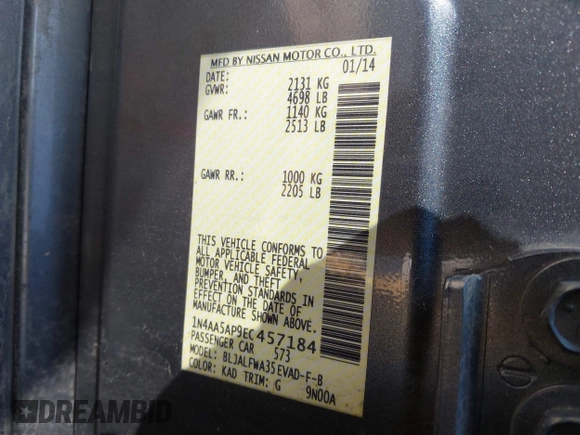 MFD BY NISSAN MOTOR CO., LTD.
DATE: 01/14
GVWR: 2131 KG
4698 LB
GAWR FR.: 1140 KG
2513 LB
GAWR RR.: 1000 KG
2205 LB
THIS VEHICLE CONFORMS TO
ALL APPLICABLE FEDERAL
MOTOR VEHICLE SAFETY,
BUMPER, AND THEFT
PREVENTION STANDARDS IN
EFFECT ON THE DATE OF
MANUFACTURE SHOWN ABOVE.
1N4AA5AP9EC457184
PASSENGER CAR 573
MODEL: BLJALFWA35EVAD-F-B
COLOR: KAD TRIM: G 9N00A
DREAMBID